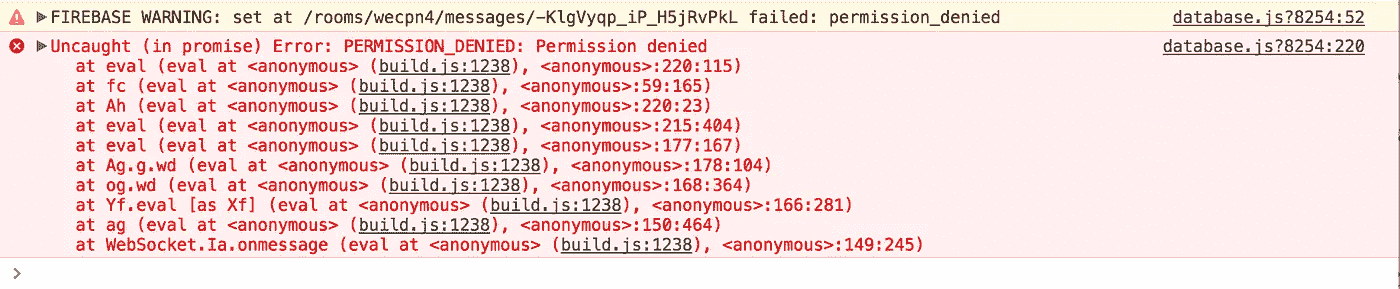 FIREBASE WARNING: set at /rooms/wecpn4/messages/-KlgVyqp_iP_H5jRvPkL failed: permission_denied database.js?8254:52
Uncaught (in promise) Error: PERMISSION_DENIED: Permission denied database.js?8254:220
at eval (eval at <anonymous> (build.js:1238), <anonymous>:220:115)
at fc (eval at <anonymous> (build.js:1238), <anonymous>:59:165)
at Ah (eval at <anonymous> (build.js:1238), <anonymous>:220:23)
at eval (eval at <anonymous> (build.js:1238), <anonymous>:215:404)
at eval (eval at <anonymous> (build.js:1238), <anonymous>:177:167)
at Ag.g.wd (eval at <anonymous> (build.js:1238), <anonymous>:178:104)
at og.wd (eval at <anonymous> (build.js:1238), <anonymous>:168:364)
at Yf.eval [as Xf] (eval at <anonymous> (build.js:1238), <anonymous>:166:281)
at ag (eval at <anonymous> (build.js:1238), <anonymous>:150:464)
at WebSocket.Ia.onmessage (eval at <anonymous> (build.js:1238), <anonymous>:149:245)
>